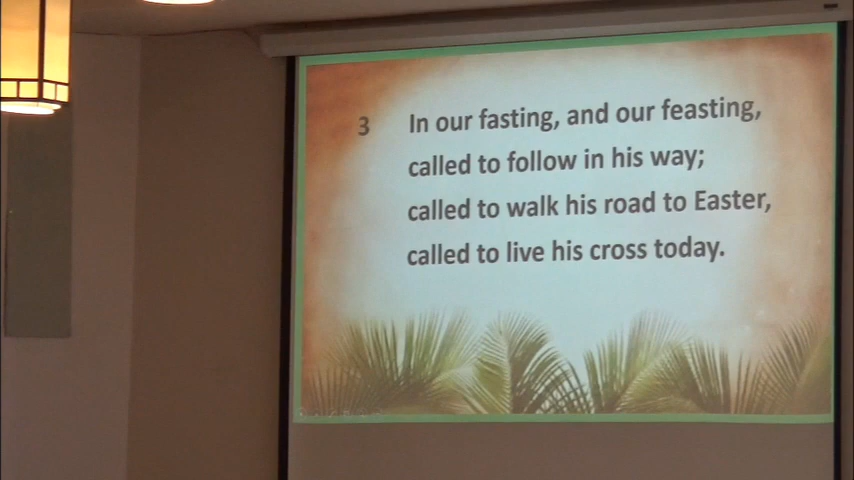 3 In our fasting, and our feasting,
called to follow in his way;
called to walk his road to Easter,
called to live his cross today.